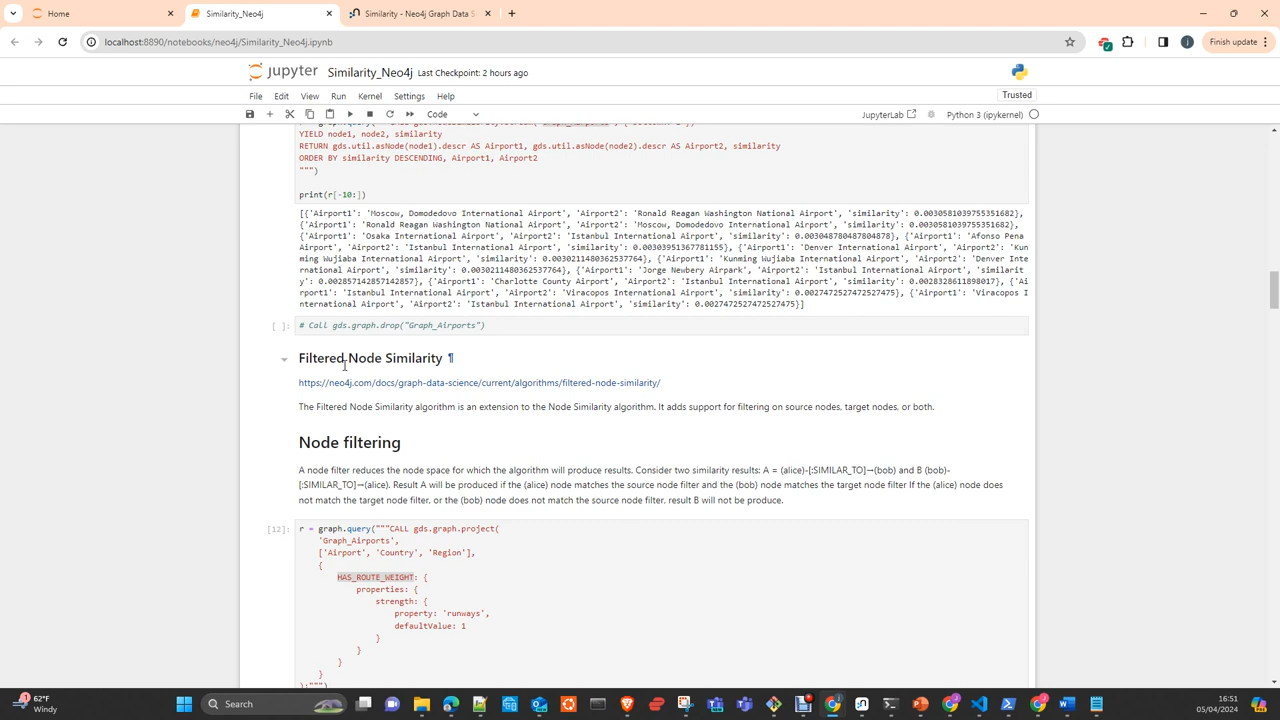 Home
Similarity_Neo4j
Similarity - Neo4j Graph Data S
localhost:8890/notebooks/neo4j/Similarity_Neo4j.ipynb
j
Finish update
jupyter
Similarity_Neo4j
Last Checkpoint: 2 hours ago
File Edit View Run Kernel Settings Help
Trusted
Code
JupyterLab
Python 3 (ipykernel)
YIELD node1, node2, similarity
RETURN gds.util.asNode(node1).descr AS Airport1, gds.util.asNode(node2).descr AS Airport2, similarity
ORDER BY similarity DESCENDING, Airport1, Airport2
""")
print(r[-10:])
[{'Airport1': 'Moscow, Domodedovo International Airport', 'Airport2': 'Ronald Reagan Washington National Airport', 'similarity': 0.0030581039755351682},
{'Airport1': 'Ronald Reagan Washington National Airport', 'Airport2': 'Moscow, Domodedovo International Airport', 'similarity': 0.0030581039755351682},
{'Airport1': 'Osaka International Airport', 'Airport2': 'Istanbul International Airport', 'similarity': 0.003048780487804878}, {'Airport1': 'Afonso Pena
Airport', 'Airport2': 'Istanbul International Airport', 'similarity': 0.00303951367781155}, {'Airport1': 'Denver International Airport', 'Airport2': 'Kun
ming Wujiaba International Airport', 'similarity': 0.0030211480362537764}, {'Airport1': 'Kunming Wujiaba International Airport', 'Airport2': 'Denver Inte
rnational Airport', 'similarity': 0.0030211480362537764}, {'Airport1': 'Jorge Newbery Airpark', 'Airport2': 'Istanbul International Airport', 'similarit
y': 0.002857142857142857}, {'Airport1': 'Charlotte County Airport', 'Airport2': 'Istanbul International Airport', 'similarity': 0.0028328611898017}, {'Ai
rport1': 'Istanbul International Airport', 'Airport2': 'Viracopos International Airport', 'similarity': 0.0027472527472527475}, {'Airport1': 'Viracopos I
nternational Airport', 'Airport2': 'Istanbul International Airport', 'similarity': 0.0027472527472527475}]
[ ]: # Call gds.graph.drop("Graph_Airports")
Filtered Node Similarity ¶
https://neo4j.com/docs/graph-data-science/current/algorithms/filtered-node-similarity/
The Filtered Node Similarity algorithm is an extension to the Node Similarity algorithm. It adds support for filtering on source nodes, target nodes, or both.
Node filtering
A node filter reduces the node space for which the algorithm will produce results. Consider two similarity results: A = (alice)-[:SIMILAR_TO]→(bob) and B (bob)-
[:SIMILAR_TO]→(alice). Result A will be produced if the (alice) node matches the source node filter and the (bob) node matches the target node filter If the (alice) node does
not match the target node filter. or the (bob) node does not match the source node filter. result B will not be produce.
[12]: r = graph.query("""CALL gds.graph.project(
'Graph_Airports',
['Airport', 'Country', 'Region'],
{
HAS_ROUTE_WEIGHT: {
properties: {
strength: {
property: 'runways',
defaultValue: 1
}
}
}
}
);""")
1
62°F
Windy
Search
16:51
05/04/2024